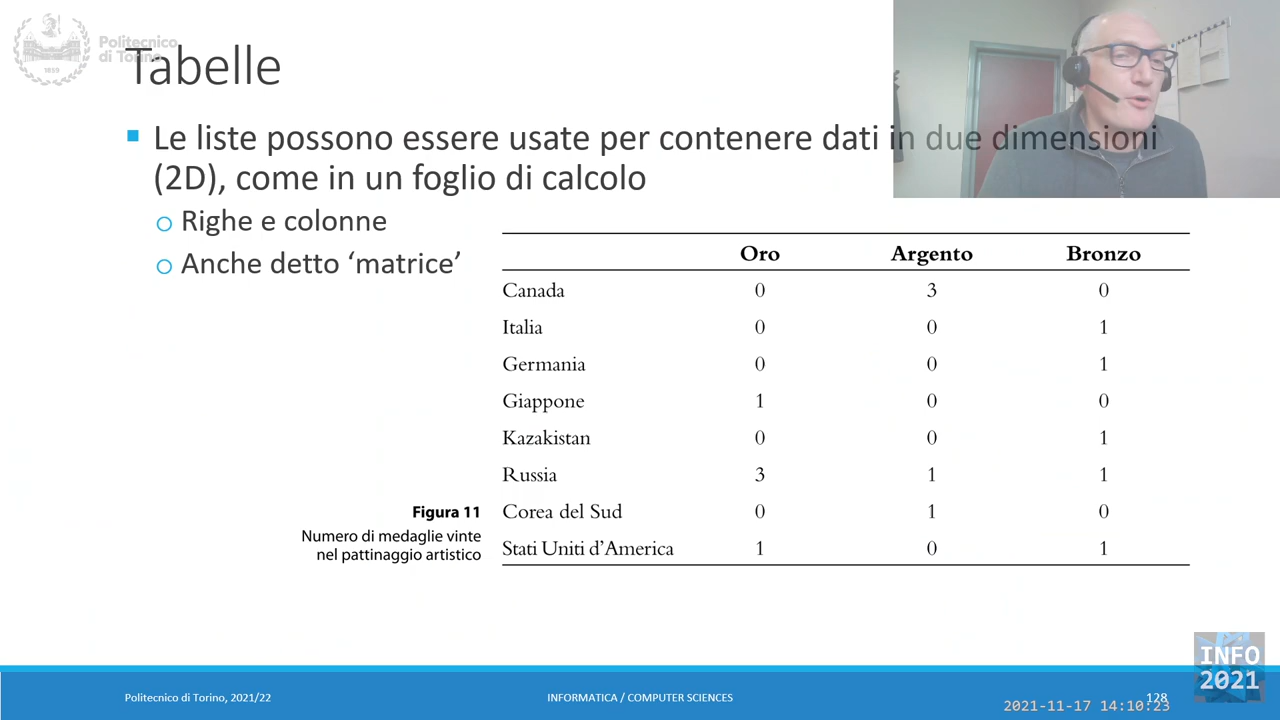 Politecnico
di Torino
1859
Tabelle
Le liste possono essere usate per contenere dati in due dimensioni
(2D), come in un foglio di calcolo
Righe e colonne
Anche detto ‘matrice’
Oro Argento Bronzo
Canada 0 3 0
Italia 0 0 1
Germania 0 0 1
Giappone 1 0 0
Kazakistan 0 0 1
Russia 3 1 1
Corea del Sud 0 1 0
Stati Uniti d’America 1 0 1
Figura 11
Numero di medaglie vinte
nel pattinaggio artistico
INFO
2021
Politecnico di Torino, 2021/22
INFORMATICA / COMPUTER SCIENCES
128
2021-11-17 14:10:23